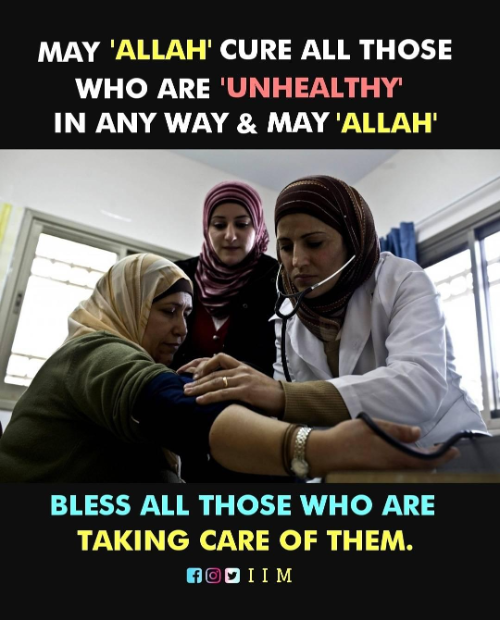 MAY 'ALLAH' CURE ALL THOSE
WHO ARE 'UNHEALTHY'
IN ANY WAY & MAY 'ALLAH'
BLESS ALL THOSE WHO ARE
TAKING CARE OF THEM.
I I M